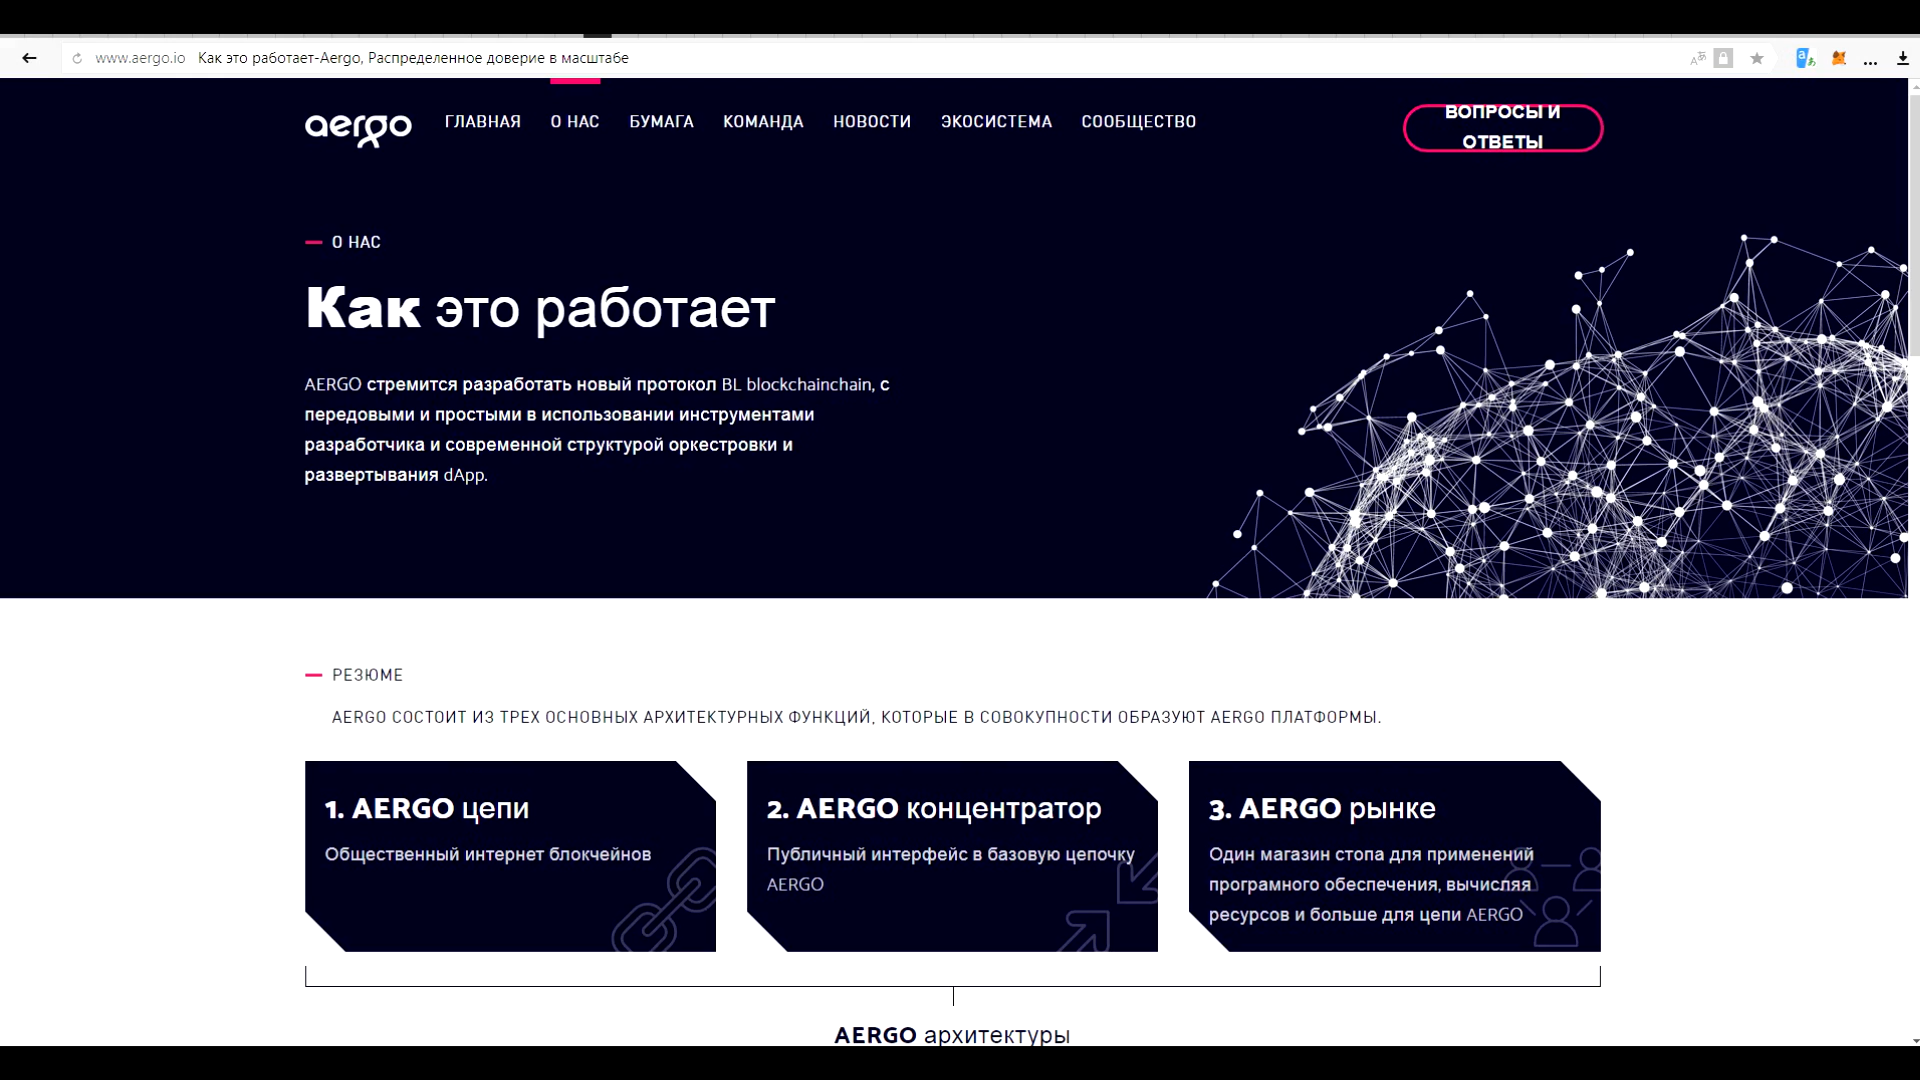 www.aergo.io Как это работает-Aergo, Распределенное доверие в масштабе
aergo
ГЛАВНАЯ О НАС БУМАГА КОМАНДА НОВОСТИ ЭКОСИСТЕМА СООБЩЕСТВО
ВОПРОСЫ И
ОТВЕТЫ
О НАС
Как это работает
AERGO стремится разработать новый протокол BL blockchainchain, с
передовыми и простыми в использовании инструментами
разработчика и современной структурой оркестровки и
развертывания dApp.
РЕЗЮМЕ
AERGO СОСТОИТ ИЗ ТРЕХ ОСНОВНЫХ АРХИТЕКТУРНЫХ ФУНКЦИЙ, КОТОРЫЕ В СОВОКУПНОСТИ ОБРАЗУЮТ AERGO ПЛАТФОРМЫ.
1. AERGO цепи
Общественный интернет блокчейнов
2. AERGO концентратор
Публичный интерфейс в базовую цепочку
AERGO
3. AERGO рынке
Один магазин стопа для применений
програмного обеспечения, вычисляя
ресурсов и больше для цепи AERGO
AERGO архитектуры